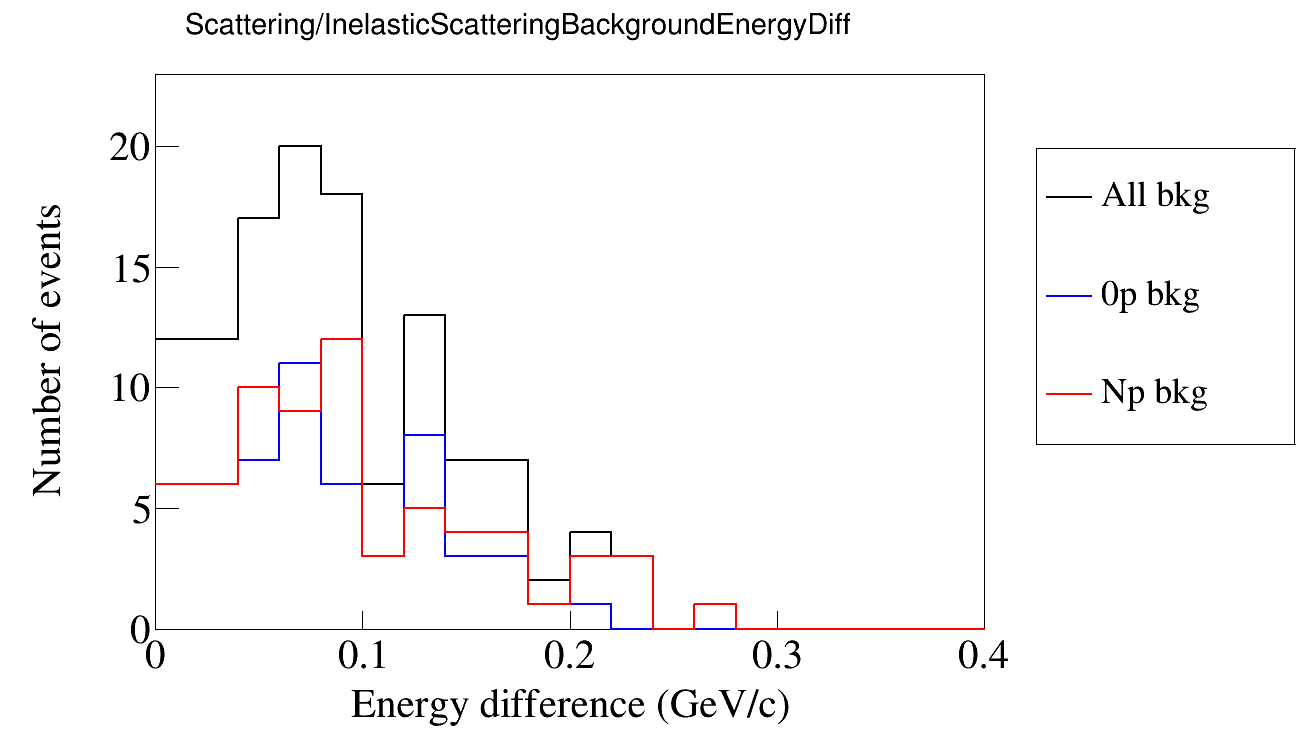 Scattering/InelasticScatteringBackgroundEnergyDiff
Number of events
20
15
10
5
0
0 0.1 0.2 0.3 0.4
Energy difference (GeV/c)
All bkg
0p bkg
Np bkg